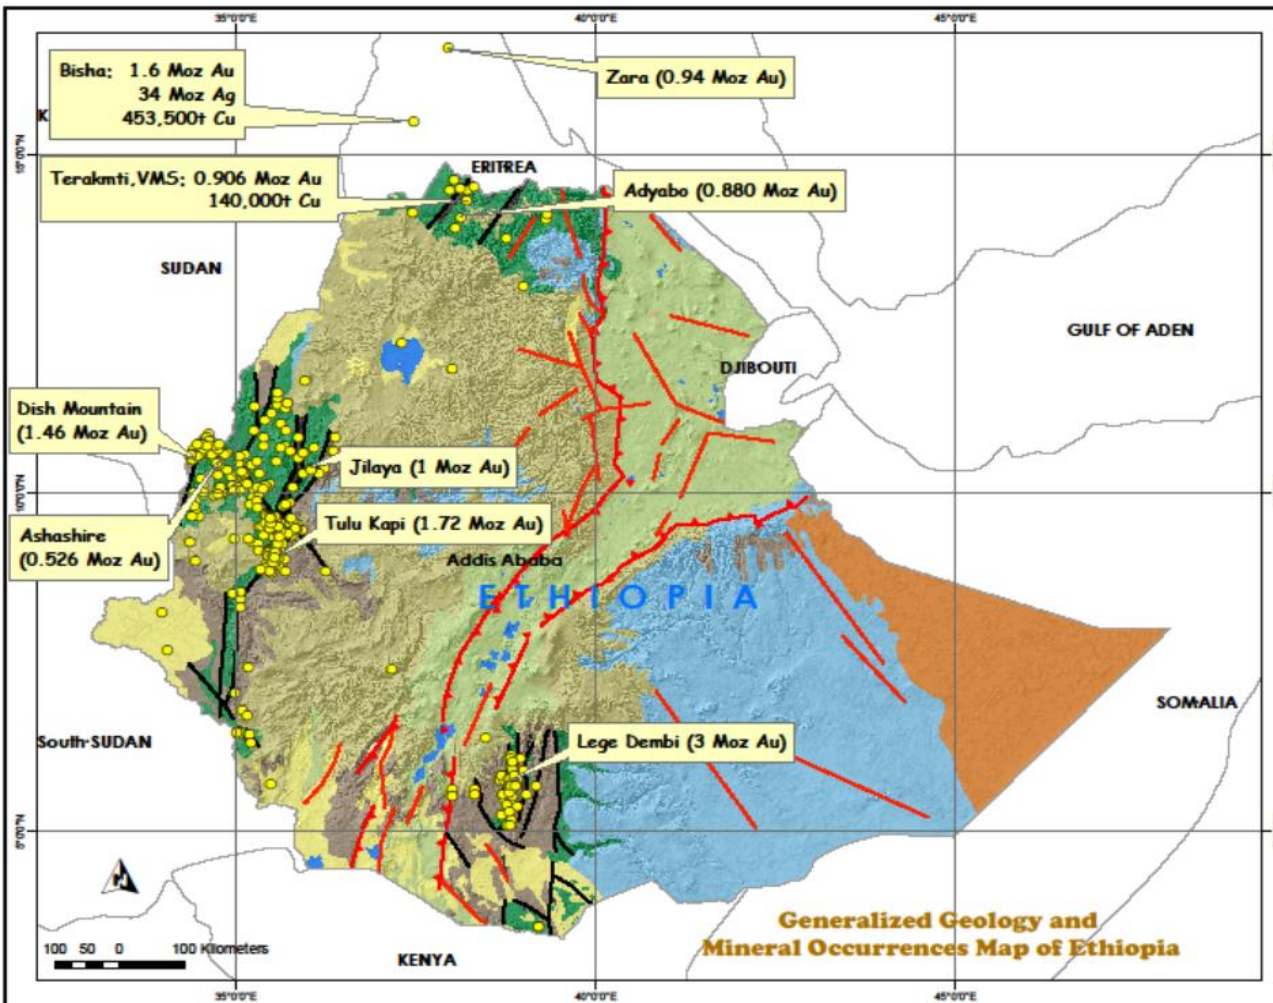 35°0'0"E 40°0'0"E 45°0'0"E
Bisha: 1.6 Moz Au
34 Moz Ag
453,500t Cu
Zara (0.94 Moz Au)
K
15°0'0"N
ERITREA
Terakmti,VMS: 0.906 Moz Au
140,000t Cu
Adyabo (0.880 Moz Au)
SUDAN
GULF OF ADEN
DJIBOUTI
Dish Mountain
(1.46 Moz Au)
Jilaya (1 Moz Au)
10°0'0"N
Tulu Kapi (1.72 Moz Au)
Ashashire
(0.526 Moz Au)
Addis Ababa
ETHIOPIA
SOMALIA
South-SUDAN
Lege Dembi (3 Moz Au)
5°0'0"N
Generalized Geology and
Mineral Occurrences Map of Ethiopia
100 50 0 100 Kilometers
KENYA
35°0'0"E 40°0'0"E 45°0'0"E